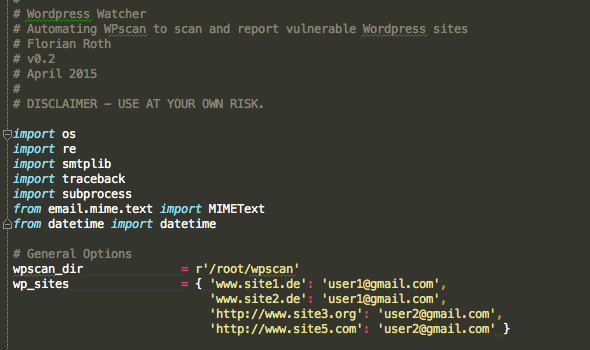 #
# Wordpress Watcher
# Automating WPscan to scan and report vulnerable Wordpress sites
# Florian Roth
# v0.2
# April 2015
#
# DISCLAIMER - USE AT YOUR OWN RISK.
import os
import re
import smtplib
import traceback
import subprocess
from email.mime.text import MIMEText
from datetime import datetime
# General Options
wpscan_dir = r'/root/wpscan'
wp_sites = { 'www.site1.de': 'user1@gmail.com',
'www.site2.de': 'user1@gmail.com',
'http://www.site3.org': 'user2@gmail.com',
'http://www.site5.com': 'user2@gmail.com' }